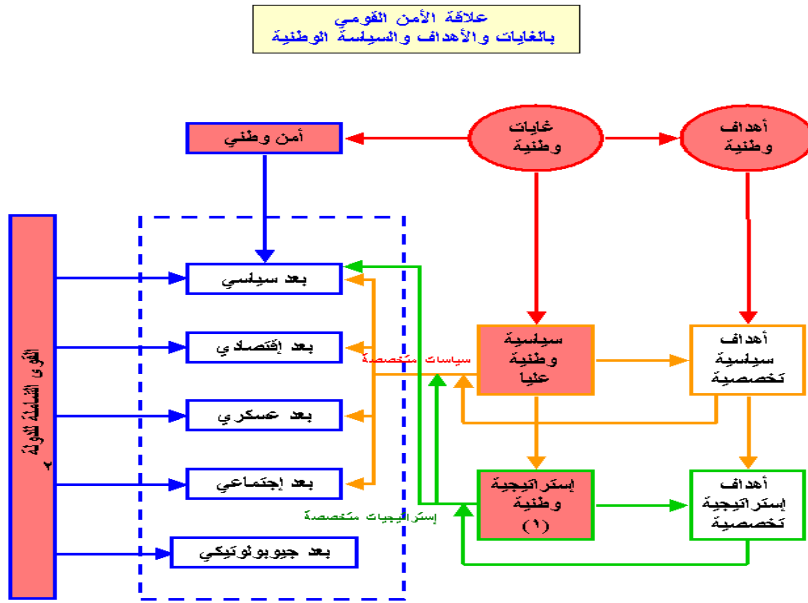 علاقة الأمن القومي
بالغايات والأهداف والسياسة الوطنية
أهداف
وطنية
غايات
وطنية
أمن وطني
بعد سياسي
بعد إقتصادي
بعد عسكري
بعد إجتماعي
بعد جيوبولوتيكي
القوى الشاملة للدولة
سياسات متخصصة
إستراتيجيات متخصصة
سياسية
وطنية
عليا
أهداف
سياسية
تخصصية
إستراتيجية
وطنية
(١)
أهداف
إستراتيجية
تخصصية